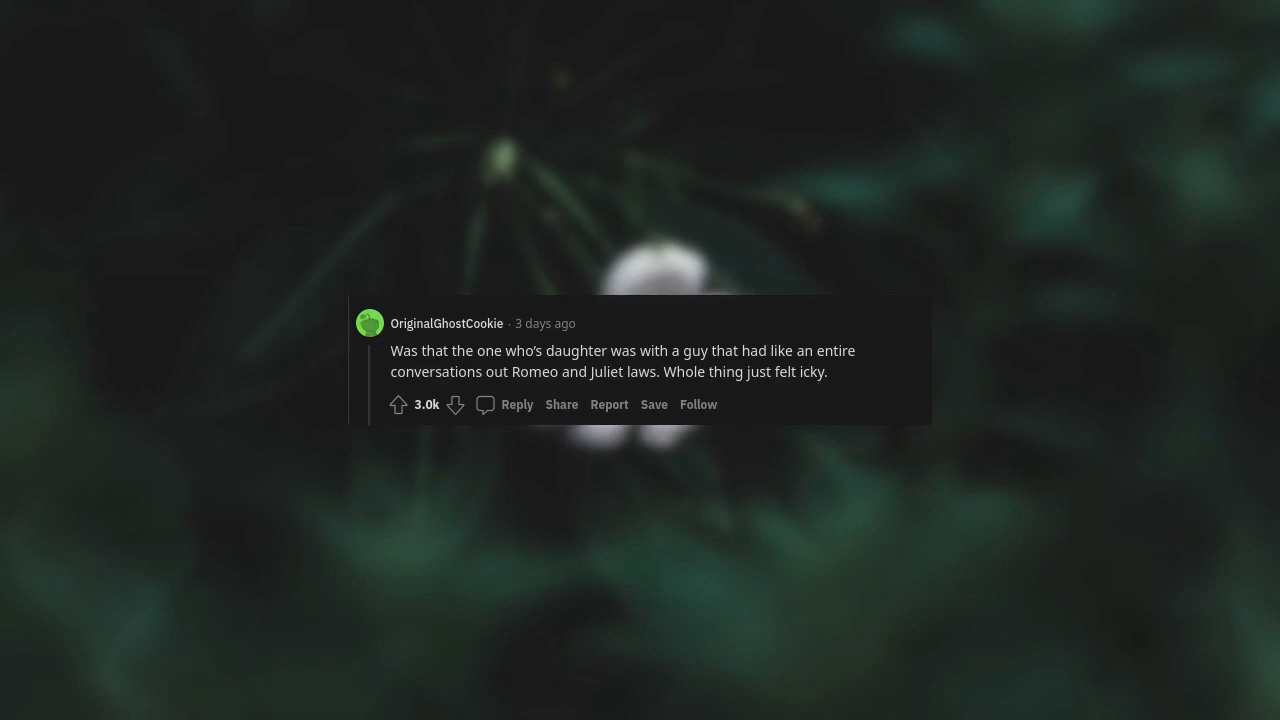 OriginalGhostCookie · 3 days ago
Was that the one who's daughter was with a guy that had like an entire
conversations out Romeo and Juliet laws. Whole thing just felt icky.
3.0k Reply Share Report Save Follow